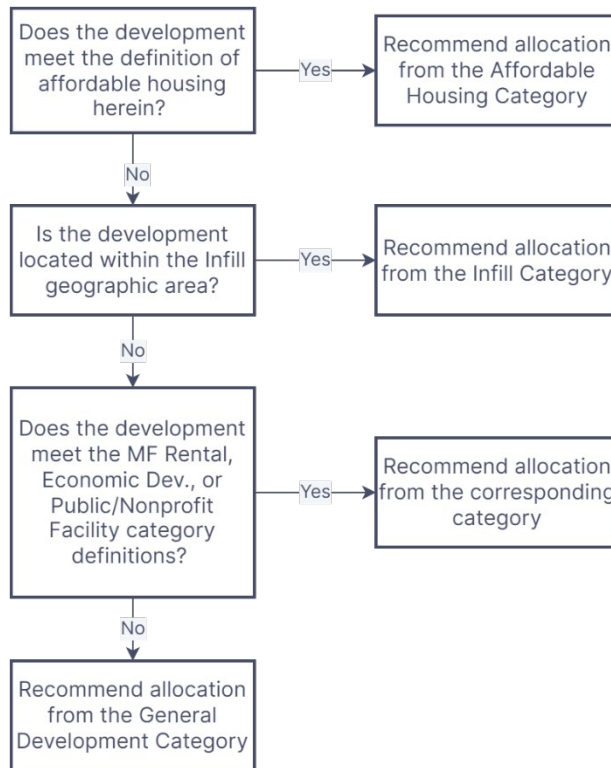 Does the development
meet the definition of
affordable housing
herein?
Yes
Recommend allocation
from the Affordable
Housing Category
No
Is the development
located within the Infill
geographic area?
Yes
Recommend allocation
from the Infill Category
No
Does the development
meet the MF Rental,
Economic Dev., or
Public/Nonprofit
Facility category
definitions?
Yes
Recommend allocation
from the corresponding
category
No
Recommend allocation
from the General
Development Category